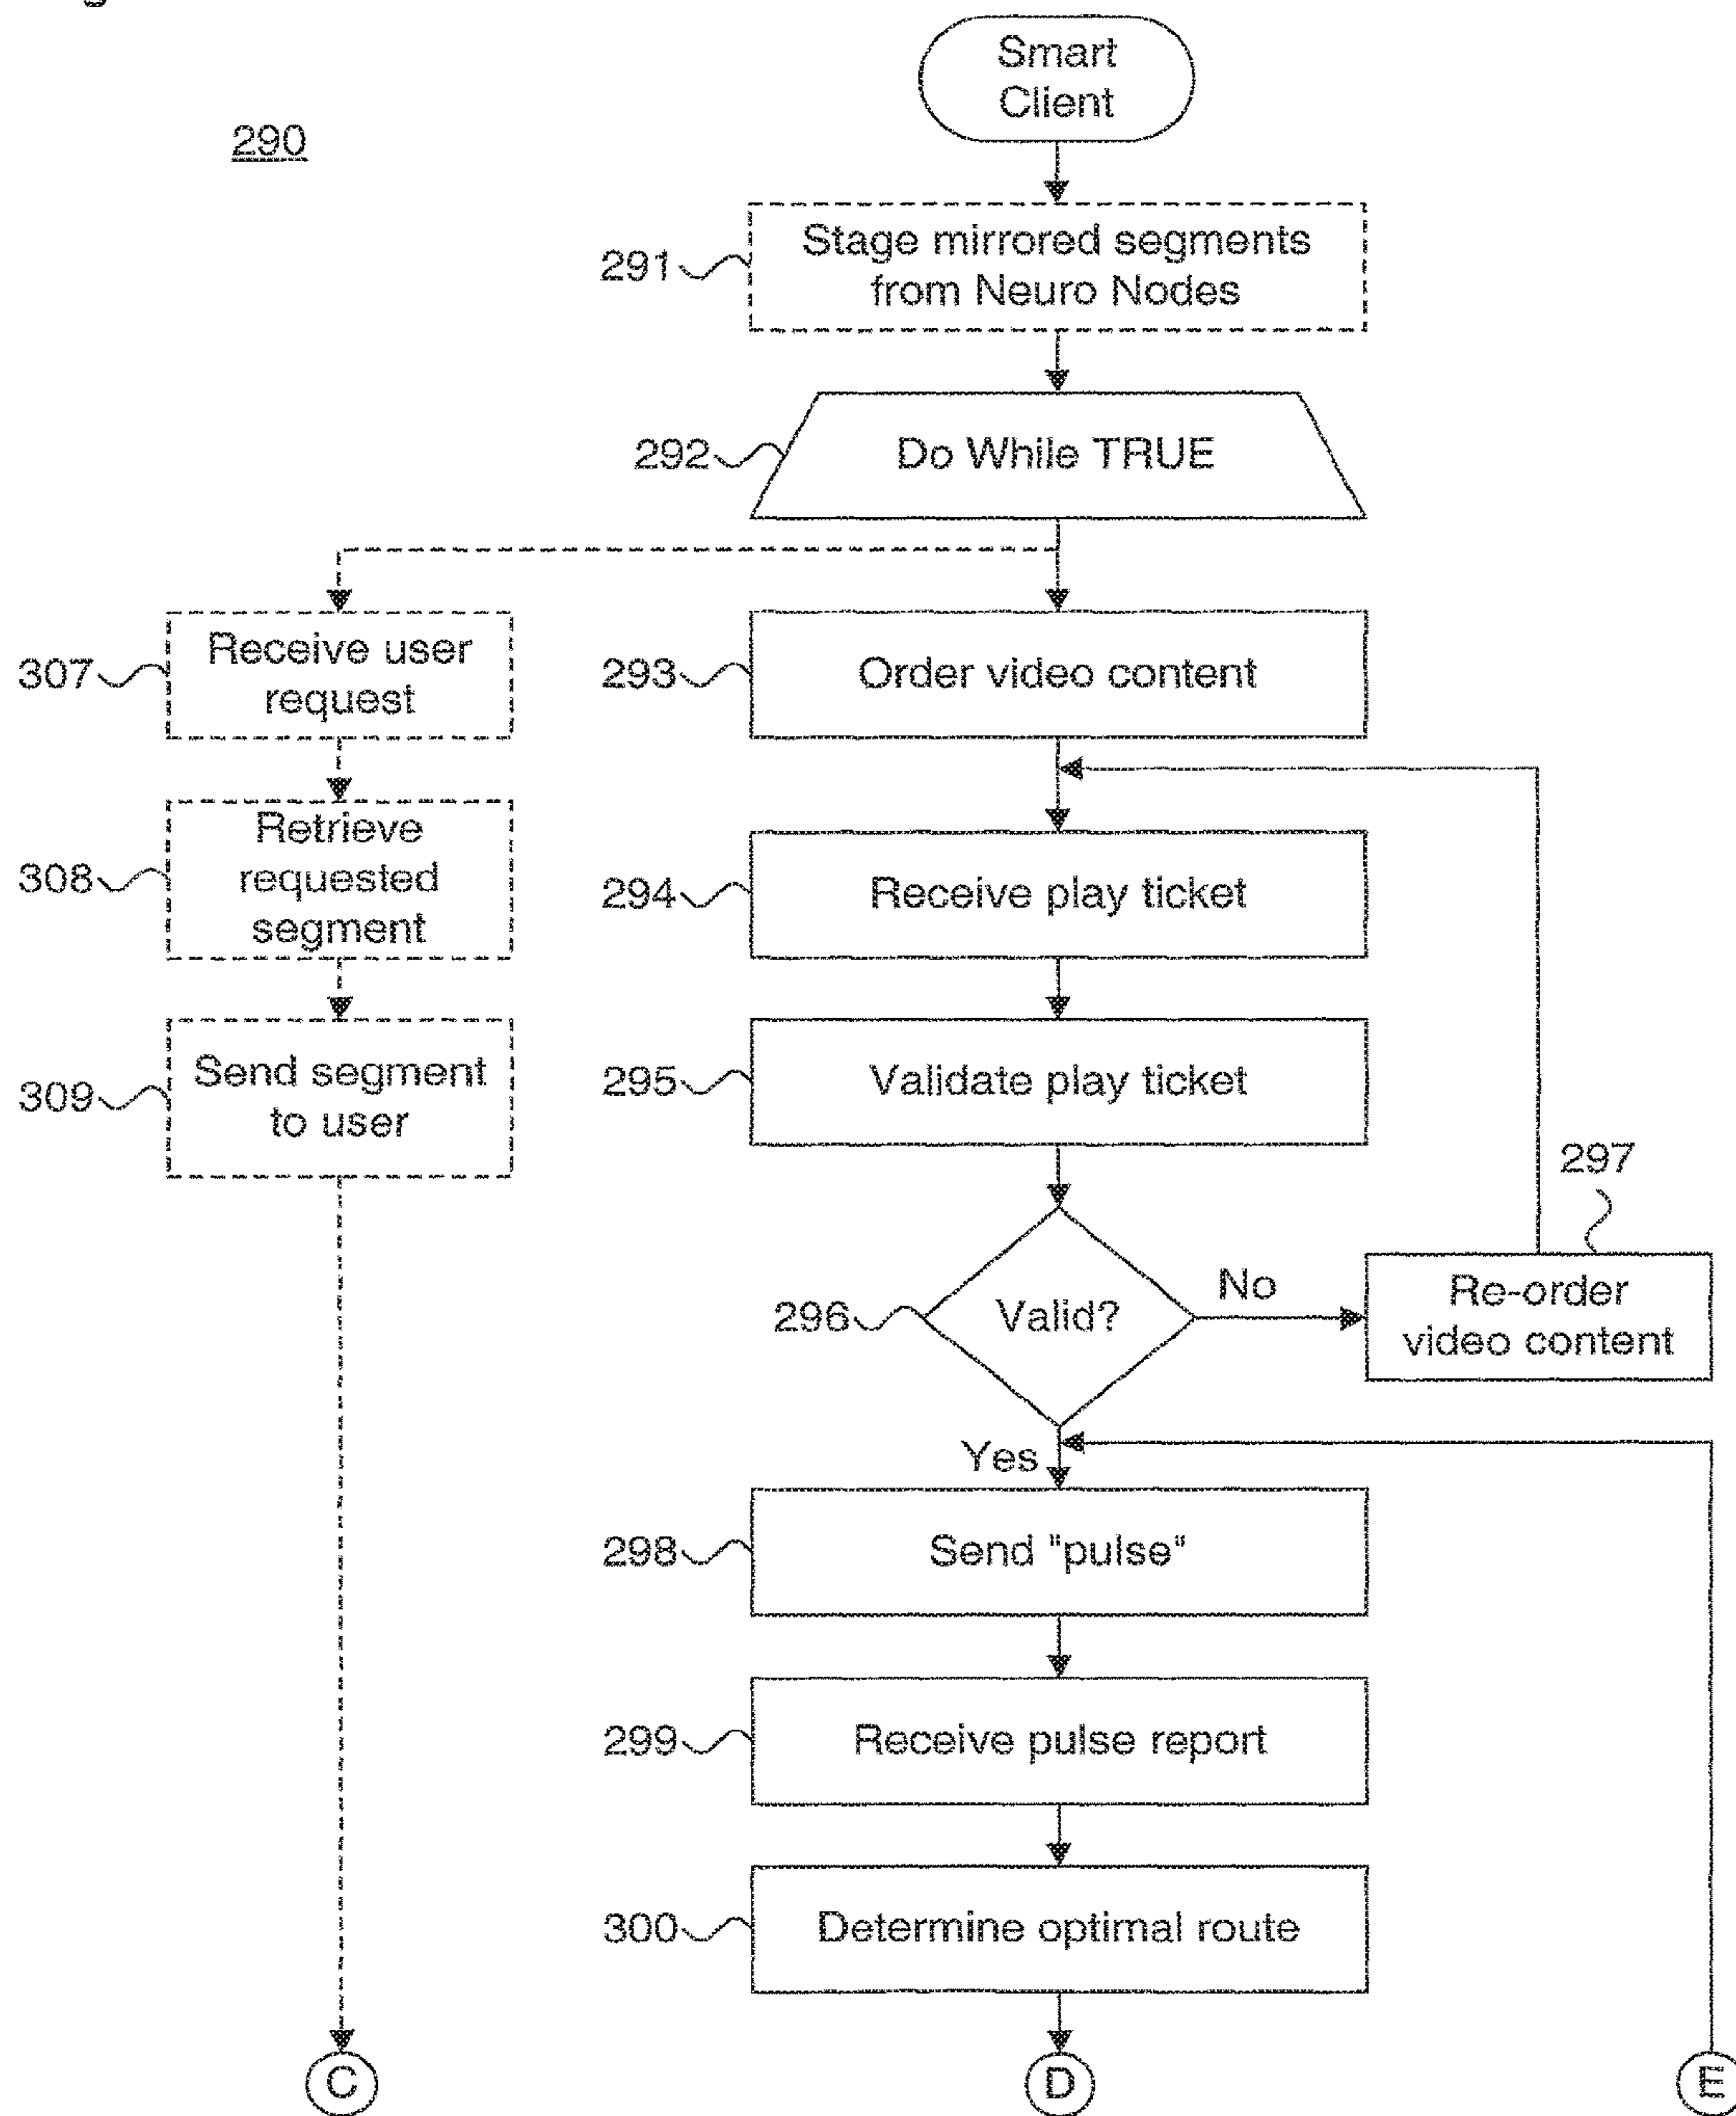 Smart
Client
290
291
Stage mirrored segments
from Neuro Nodes
292
Do While TRUE
307
Receive user
request
293
Order video content
308
Retrieve
requested
segment
294
Receive play ticket
309
Send segment
to user
295
Validate play ticket
297
296
Valid?
No
Re-order
video content
Yes
298
Send "pulse"
299
Receive pulse report
300
Determine optimal route
C
D
E